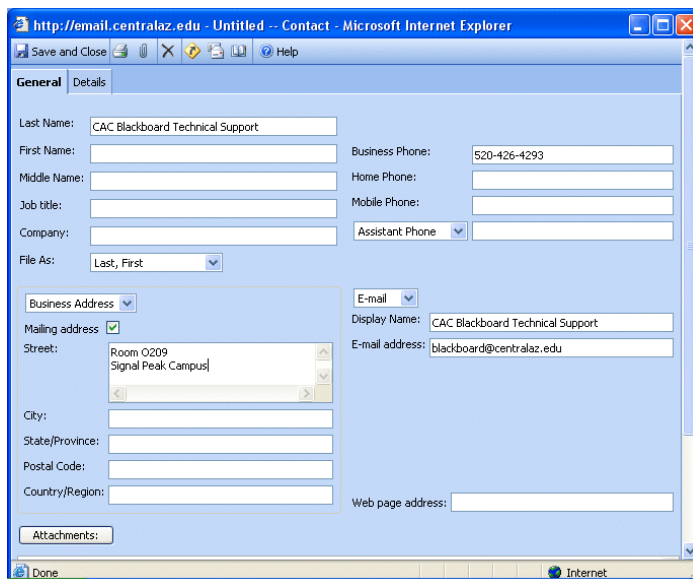 http://email.centralaz.edu - Untitled -- Contact - Microsoft Internet Explorer
Save and Close Help
General Details
Last Name: CAC Blackboard Technical Support
First Name:
Business Phone: 520-426-4293
Middle Name:
Home Phone:
Job title:
Mobile Phone:
Company:
Assistant Phone
File As: Last, First
Business Address
E-mail
Mailing address
Display Name: CAC Blackboard Technical Support
Street: Room O209
Signal Peak Campus
E-mail address: blackboard@centralaz.edu
City:
State/Province:
Postal Code:
Country/Region:
Web page address:
Attachments:
Done Internet